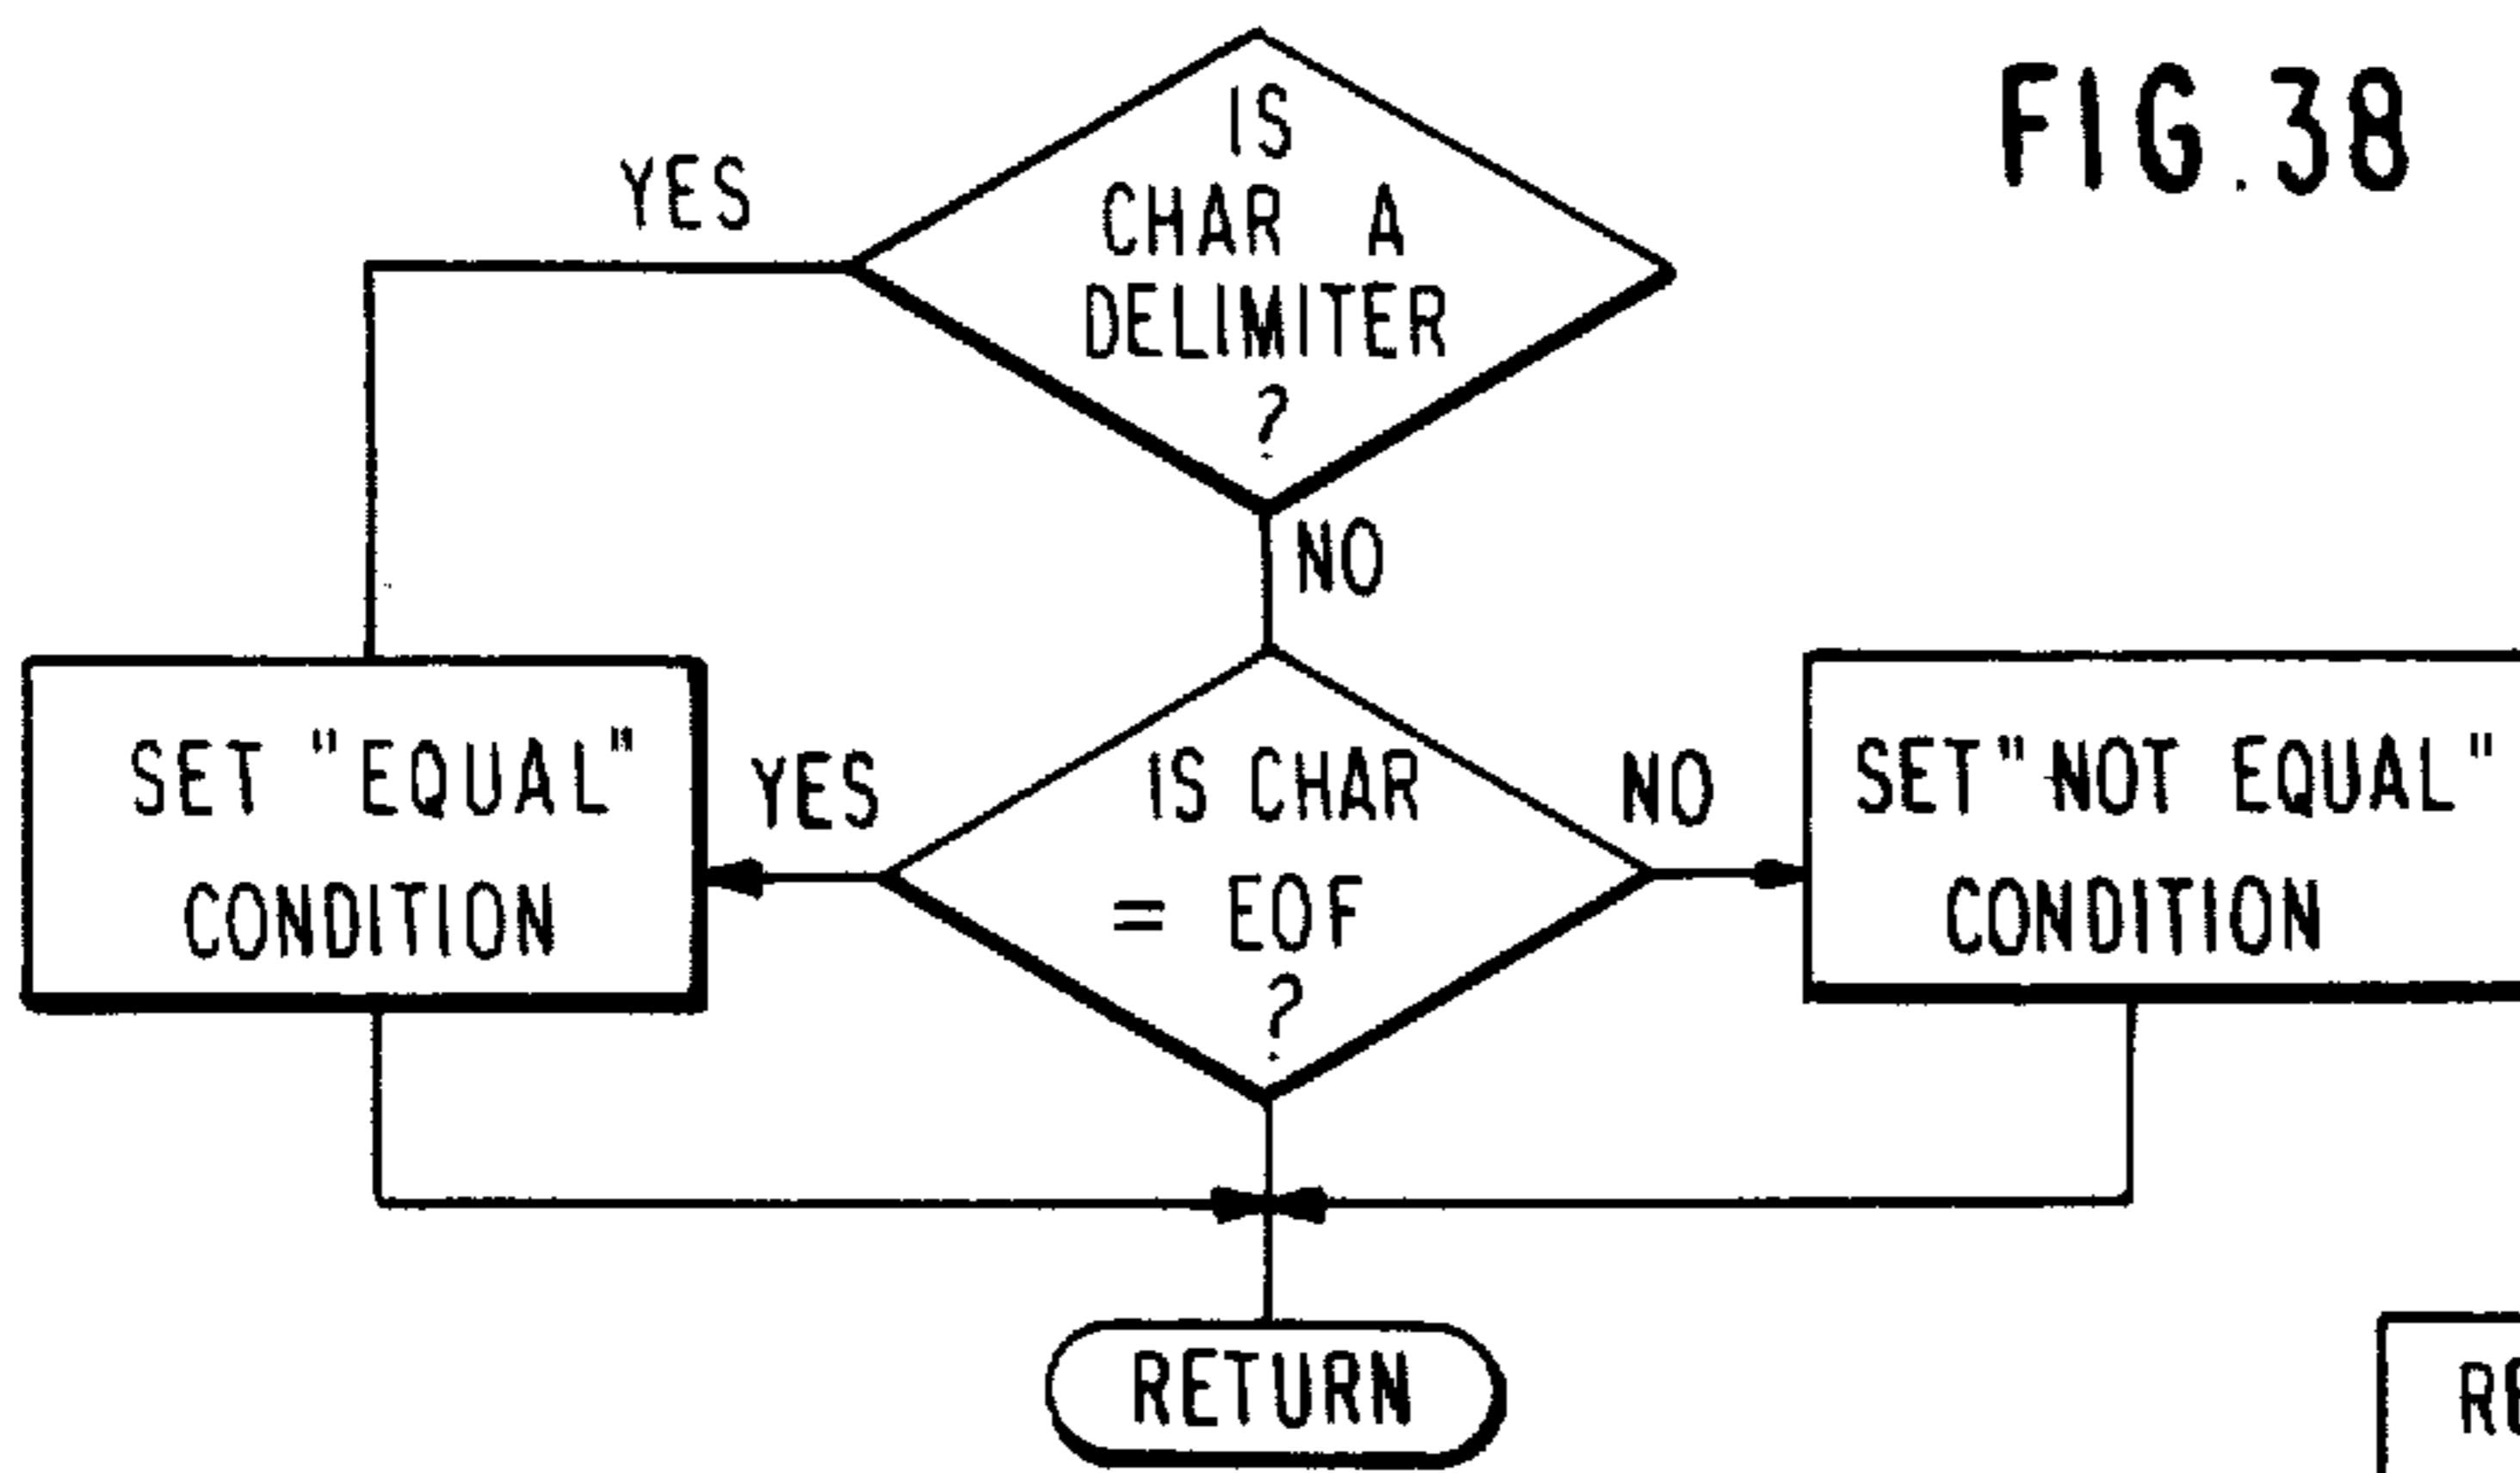 FIG.38
IS
CHAR A
DELIMITER
?
YES
NO
SET "EQUAL"
CONDITION
YES
IS CHAR
= EOF
?
NO
SET "NOT EQUAL"
CONDITION
RETURN